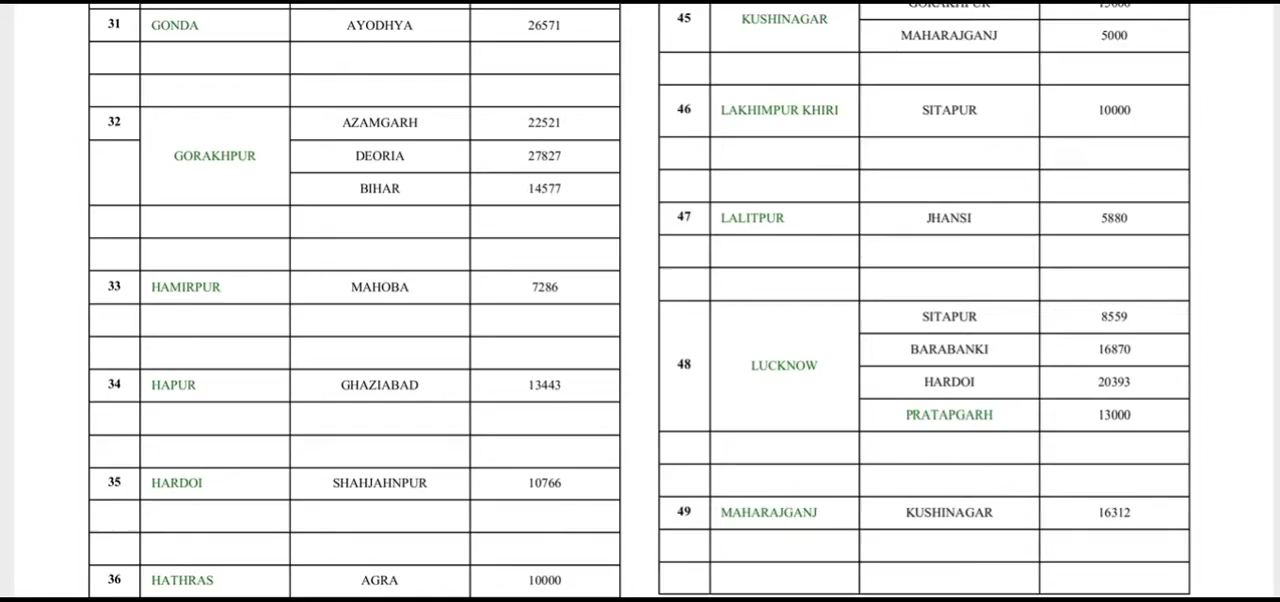 31 GONDA AYODHYA 26571
32 GORAKHPUR AZAMGARH 22521
DEORIA 27827
BIHAR 14577
33 HAMIRPUR MAHOBA 7286
34 HAPUR GHAZIABAD 13443
35 HARDOI SHAHJAHNPUR 10766
36 HATHRAS AGRA 10000
45 KUSHINAGAR
MAHARAJGANJ 5000
46 LAKHIMPUR KHIRI SITAPUR 10000
47 LALITPUR JHANSI 5880
48 LUCKNOW SITAPUR 8559
BARABANKI 16870
HARDOI 20393
PRATAPGARH 13000
49 MAHARAJGANJ KUSHINAGAR 16312